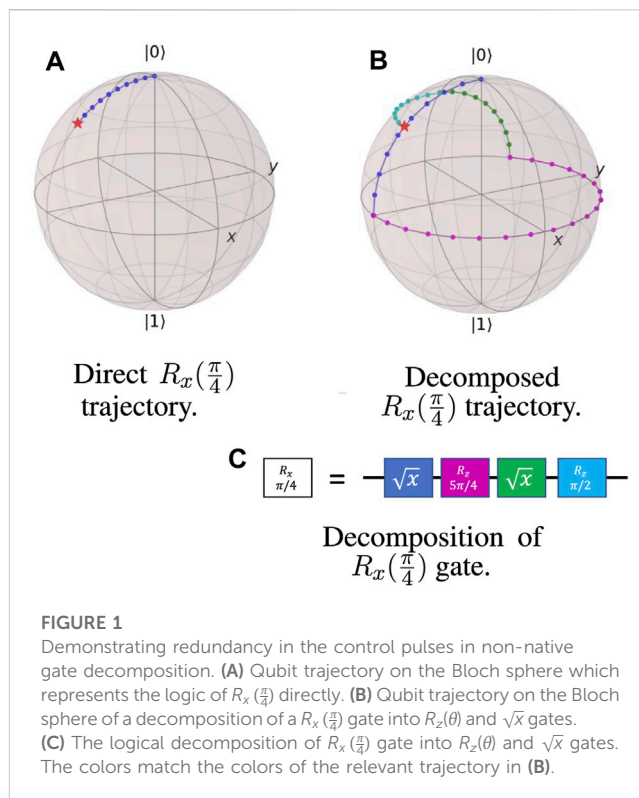 A
B
|0⟩
|0⟩
y
y
x
x
|1⟩
|1⟩
Direct R_x(π/4)
trajectory.
Decomposed
R_x(π/4) trajectory.
C
R_x
π/4
=
√x
R_z
5π/4
√x
R_z
π/2
Decomposition of
R_x(π/4) gate.
FIGURE 1
Demonstrating redundancy in the control pulses in non-native
gate decomposition. (A) Qubit trajectory on the Bloch sphere which
represents the logic of R_x (π/4) directly. (B) Qubit trajectory on the Bloch
sphere of a decomposition of a R_x (π/4) gate into R_z(θ) and √x gates.
(C) The logical decomposition of R_x (π/4) gate into R_z(θ) and √x gates.
The colors match the colors of the relevant trajectory in (B).